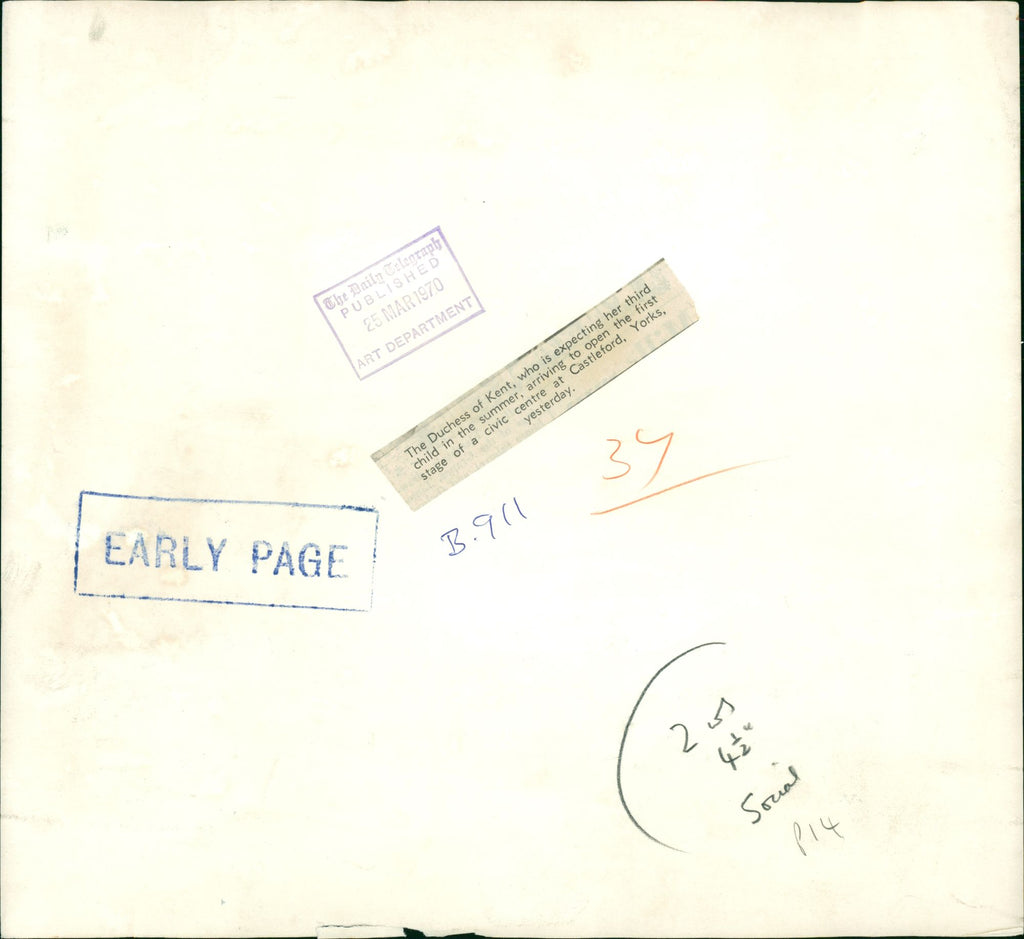 The Daily Telegraph
PUBLISHED
25 MAR 1970
ART DEPARTMENT
The Duchess of Kent, who is expecting her third
child in the summer, arriving to open the first
stage of a civic centre at Castleford, Yorks,
yesterday.
B.911
EARLY PAGE
2
4½"
Social
P14